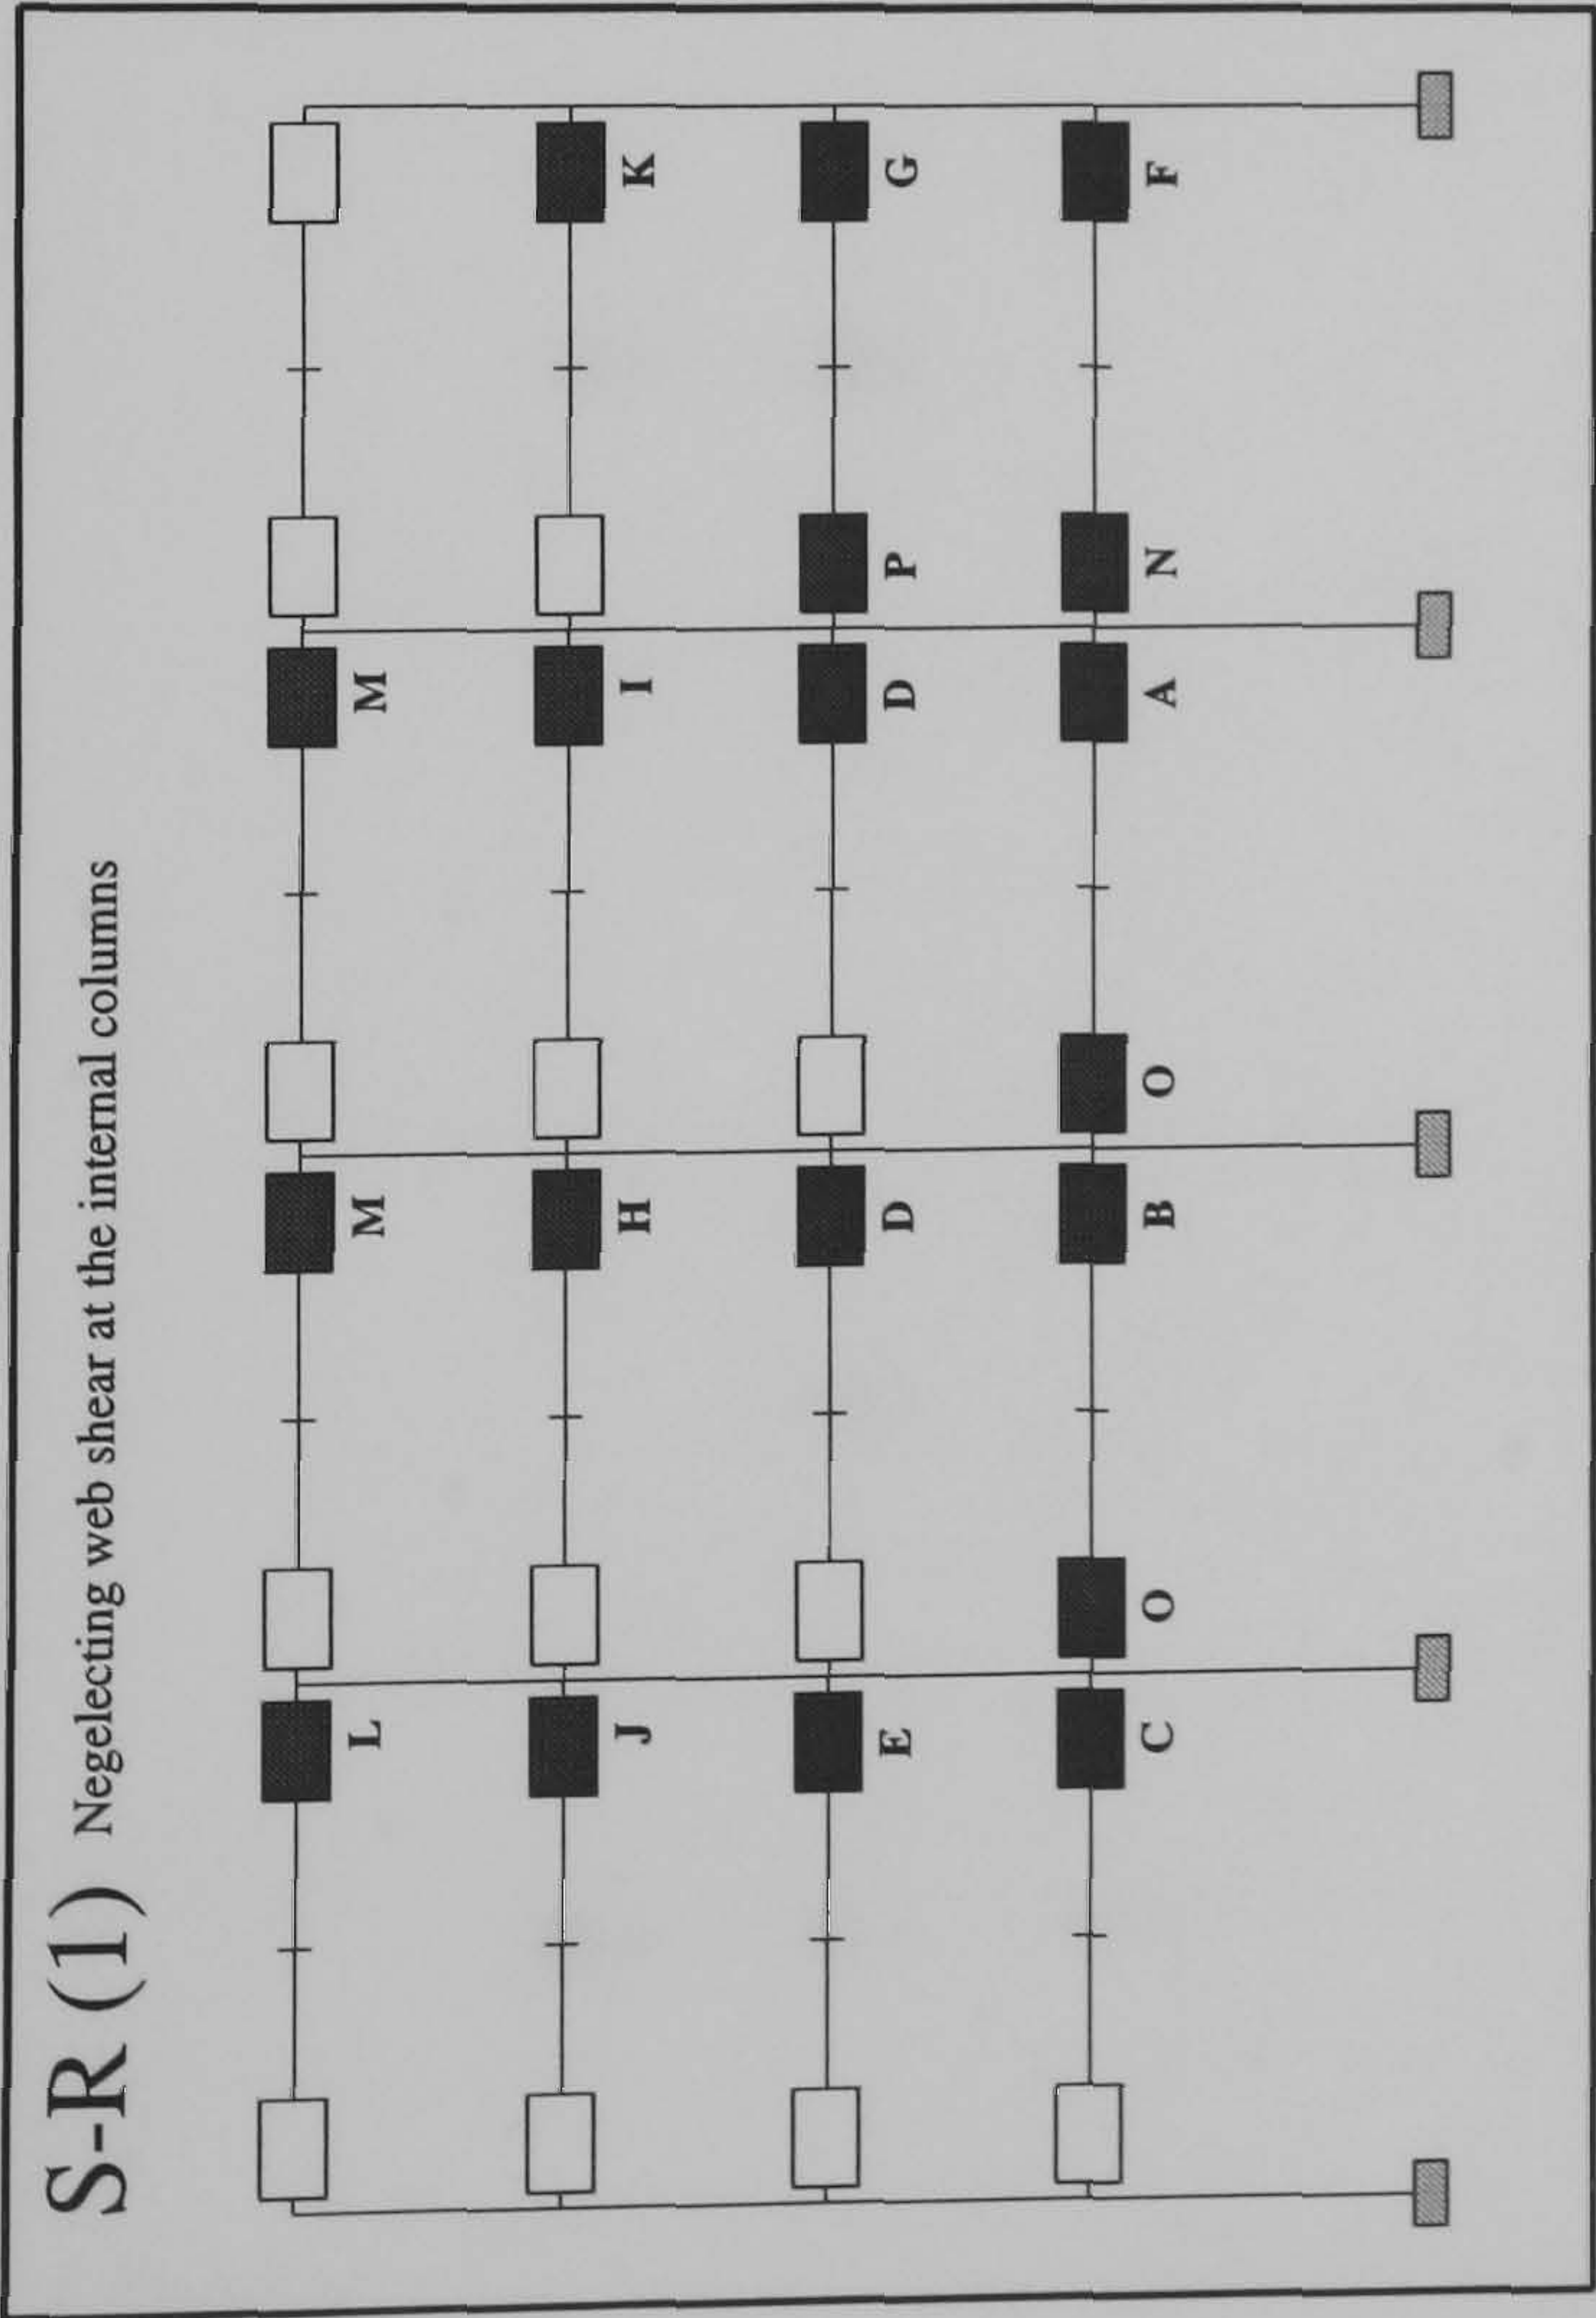 S-R (1) Negelecting web shear at the internal columns
L M M
J H I K
E D D P G
C O B O A N F